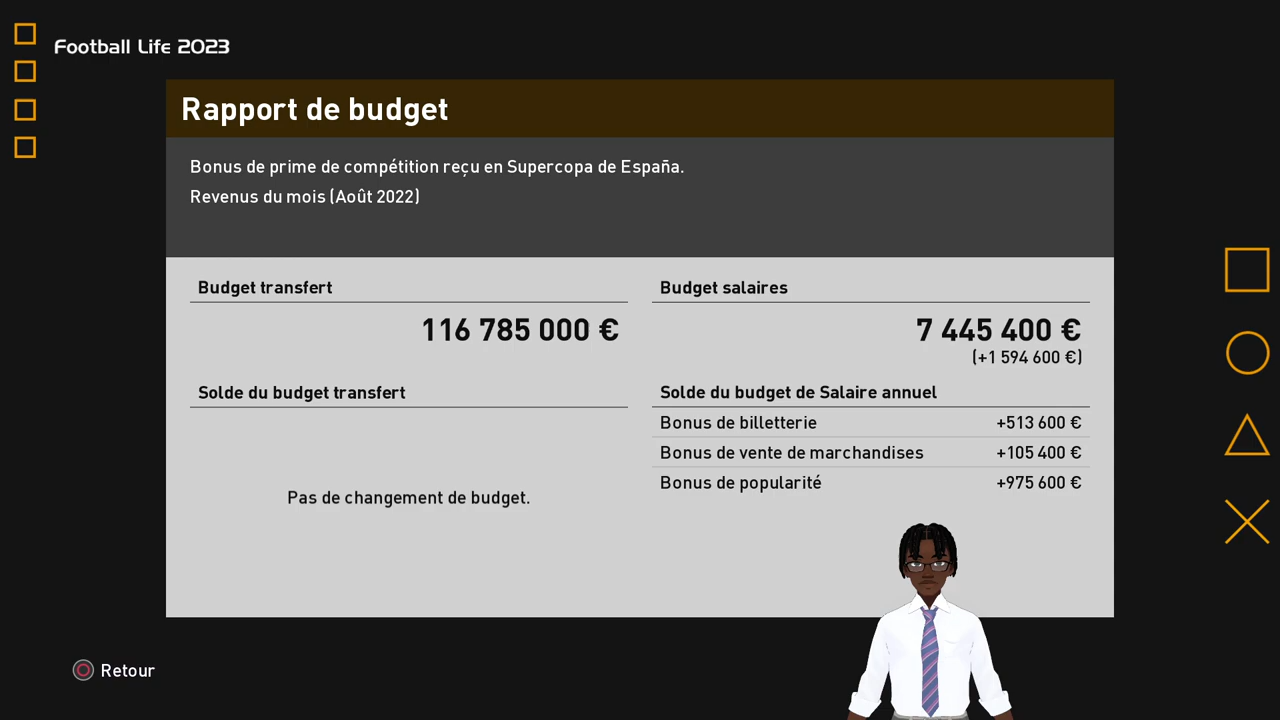 Football Life 2023
Rapport de budget
Bonus de prime de compétition reçu en Supercopa de España.
Revenus du mois (Août 2022)
Budget transfert
116 785 000 €
Solde du budget transfert
Pas de changement de budget.
Budget salaires
7 445 400 €
(+1 594 600 €)
Solde du budget de Salaire annuel
Bonus de billetterie +513 600 €
Bonus de vente de marchandises +105 400 €
Bonus de popularité +975 600 €
Retour